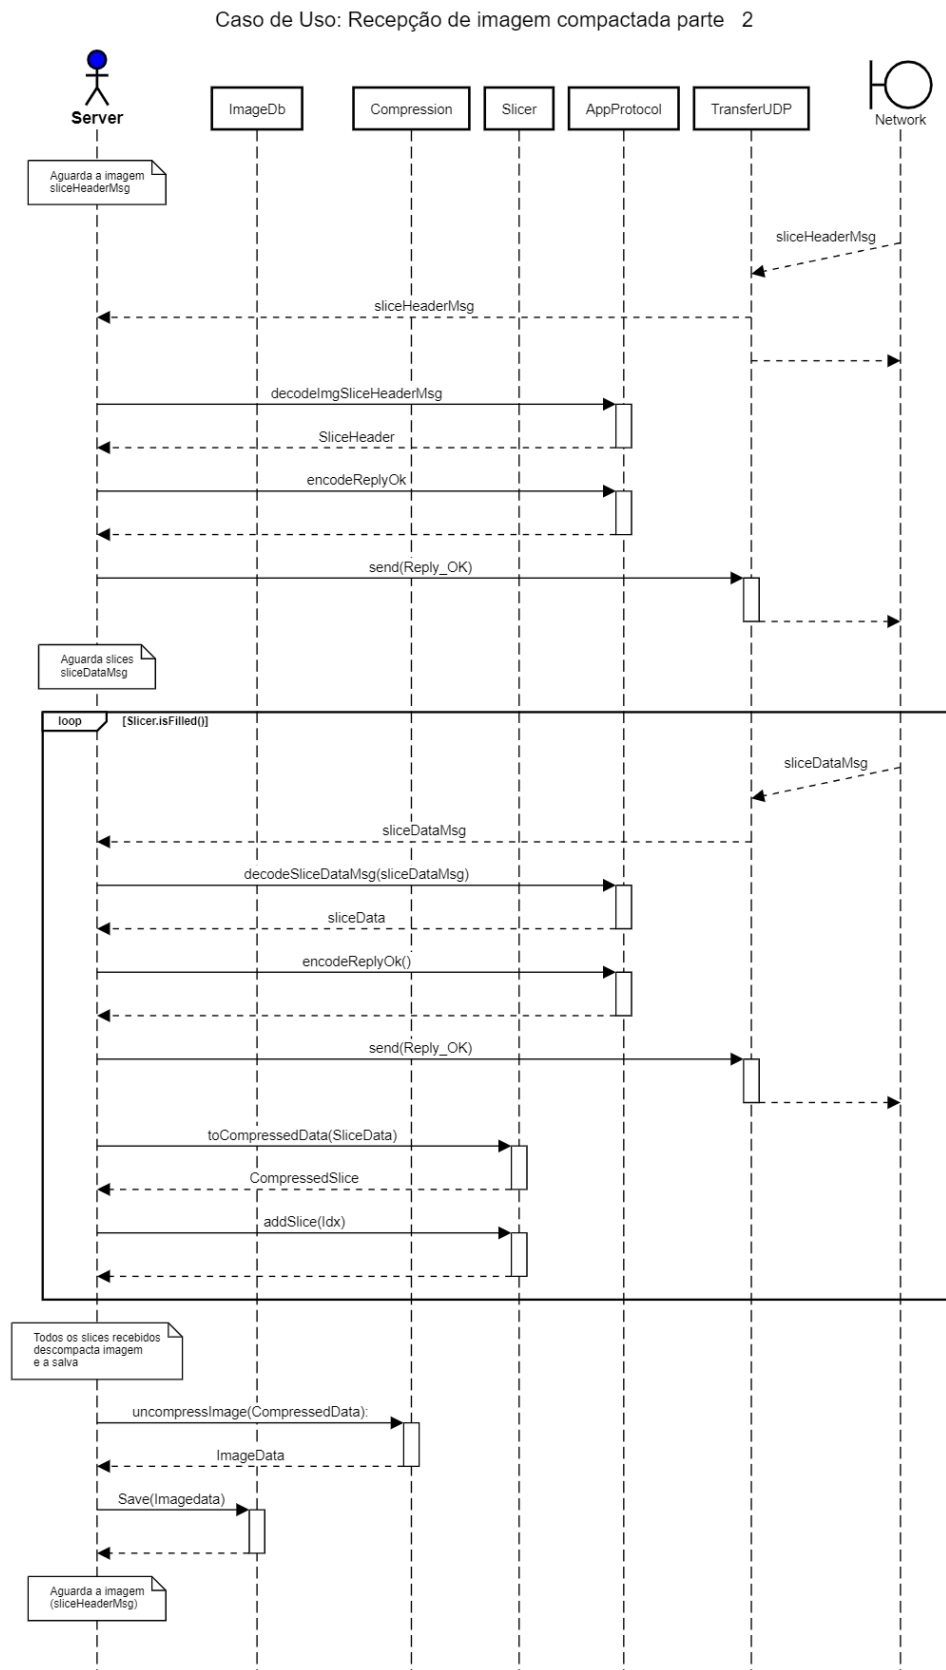 Caso de Uso: Recepção de imagem compactada parte 2
Server
ImageDb
Compression
Slicer
AppProtocol
TransferUDP
Network
Aguarda a imagem
sliceHeaderMsg
sliceHeaderMsg
sliceHeaderMsg
decodeImgSliceHeaderMsg
SliceHeader
encodeReplyOk
send(Reply_OK)
Aguarda slices
sliceDataMsg
loop
[Slicer.isFilled()]
sliceDataMsg
sliceDataMsg
decodeSliceDataMsg(sliceDataMsg)
sliceData
encodeReplyOk()
send(Reply_OK)
toCompressedData(SliceData)
CompressedSlice
addSlice(Idx)
Todos os slices recebidos
descompacta imagem
e a salva
uncompressImage(CompressedData):
ImageData
Save(Imagedata)
Aguarda a imagem
(sliceHeaderMsg)